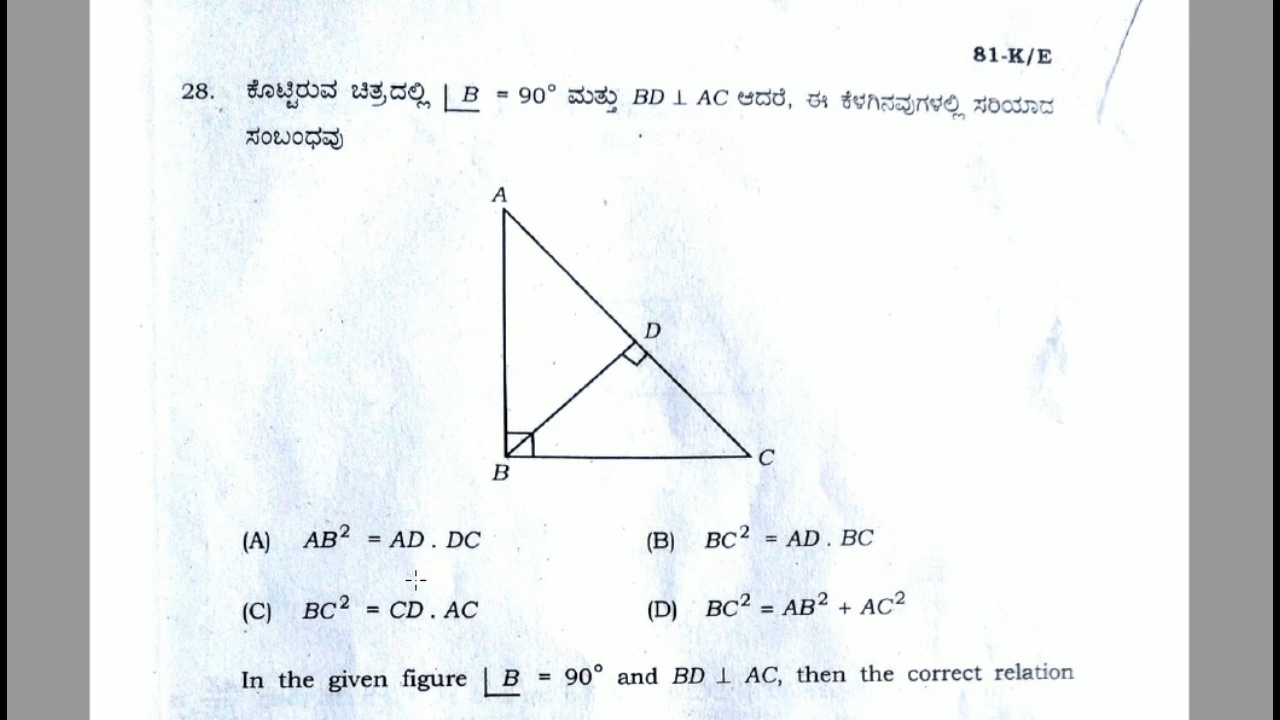 81-K/E
28. ಕೊಟ್ಟಿರುವ ಚಿತ್ರದಲ್ಲಿ ∟B = 90° ಮತ್ತು BD ⊥ AC ಆದರೆ, ಈ ಕೆಳಗಿನವುಗಳಲ್ಲಿ ಸರಿಯಾದ
ಸಂಬಂಧವು
A
D
B
C
(A) AB² = AD . DC (B) BC² = AD . BC
(C) BC² = CD . AC (D) BC² = AB² + AC²
In the given figure ∟B = 90° and BD ⊥ AC, then the correct relation